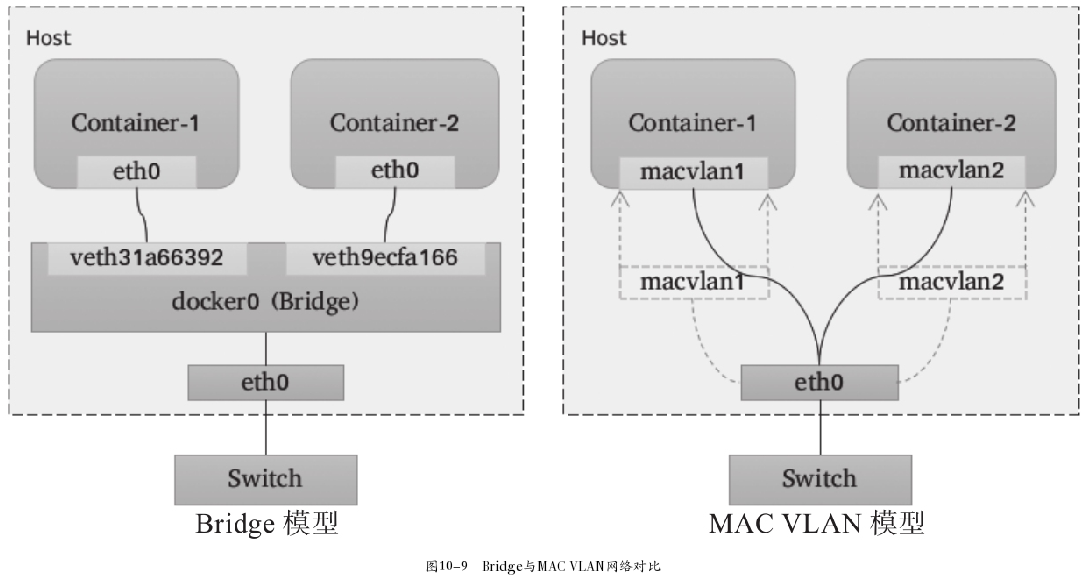 Host
Container-1
eth0
Container-2
eth0
veth31a66392
veth9ecfa166
docker0 (Bridge)
eth0
Switch
Bridge 模型
Host
Container-1
macvlan1
Container-2
macvlan2
macvlan1
macvlan2
eth0
Switch
MAC VLAN 模型
图10-9 Bridge与MAC VLAN网络对比